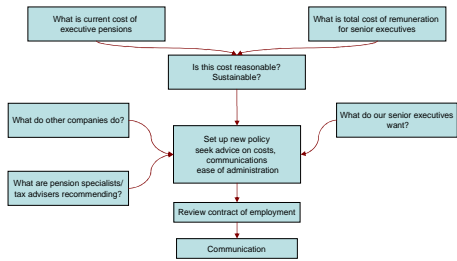 What is current cost of
executive pensions
What is total cost of remuneration
for senior executives
Is this cost reasonable?
Sustainable?
What do other companies do?
What do our senior executives
want?
Set up new policy
seek advice on costs,
communications
ease of administration
What are pension specialists/
tax advisers recommending?
Review contract of employment
Communication